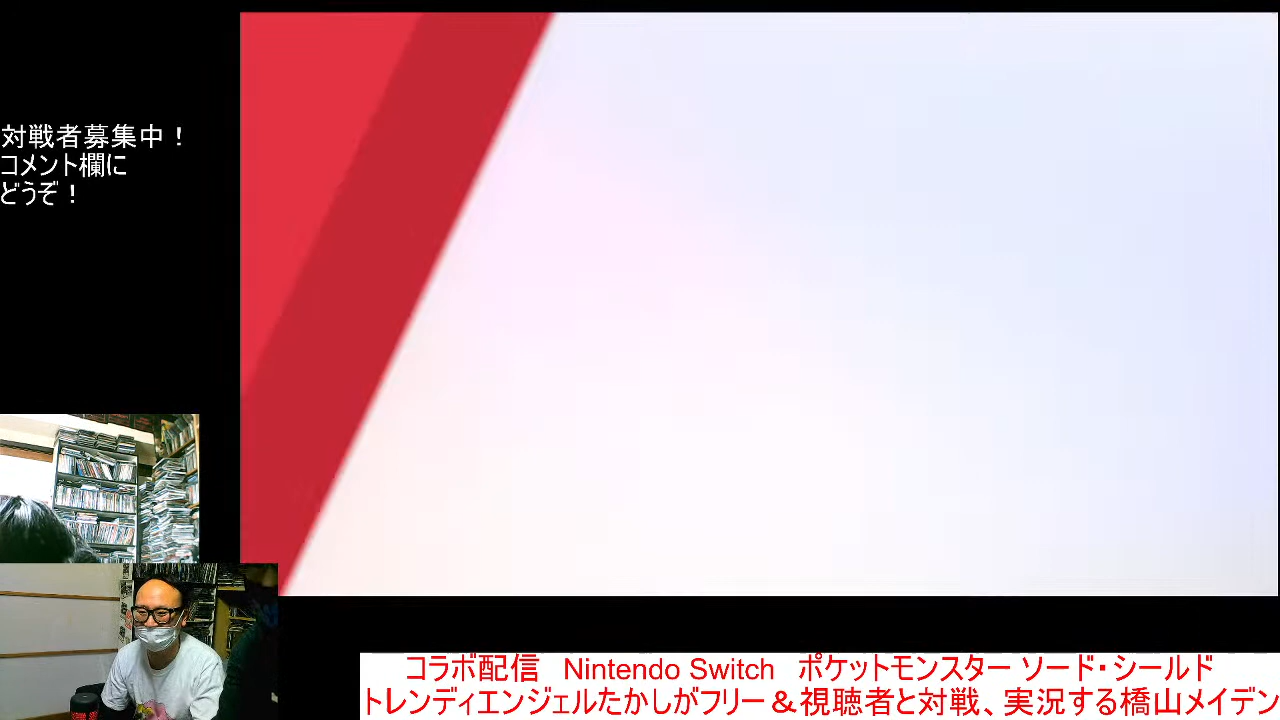 対戦者募集中！
コメント欄に
どうぞ！
コラボ配信 Nintendo Switch ポケットモンスター ソード・シールド
トレンディエンジェルたかしがフリー＆視聴者と対戦、実況する橋山メイデン